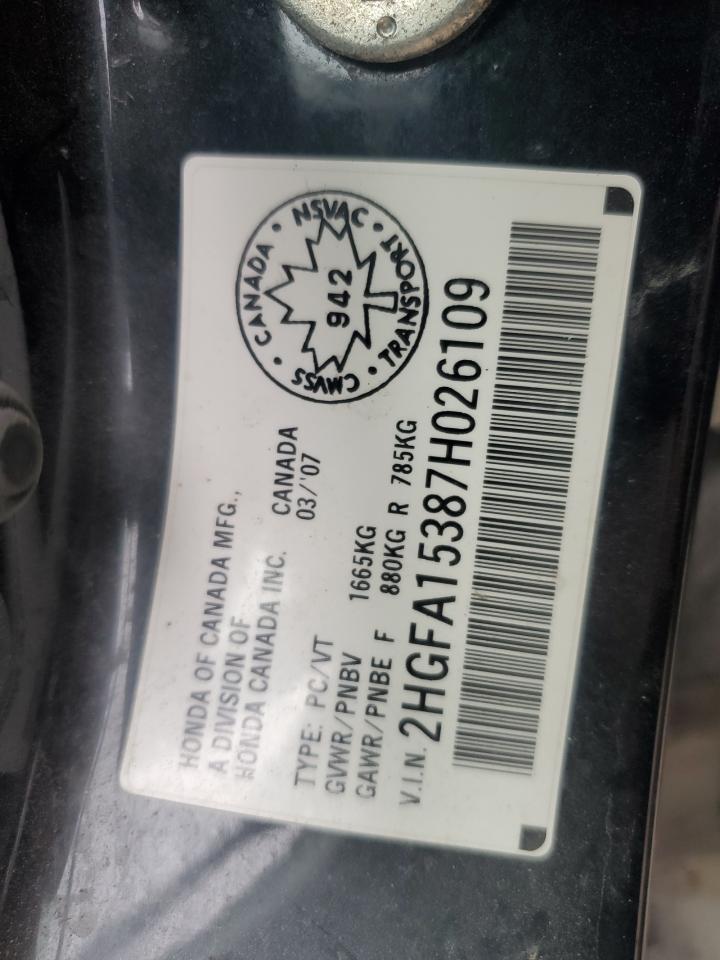 HONDA OF CANADA MFG.,
A DIVISION OF
HONDA CANADA INC. CANADA
03/'07
TYPE: PC/VT
GVWR/PNBV 1665KG
GAWR/PNBE F 880KG R 785KG
V.I.N. 2HGFA15387H026109
CANADA • NSVAC • TRANSPORT • CMVSS •
942